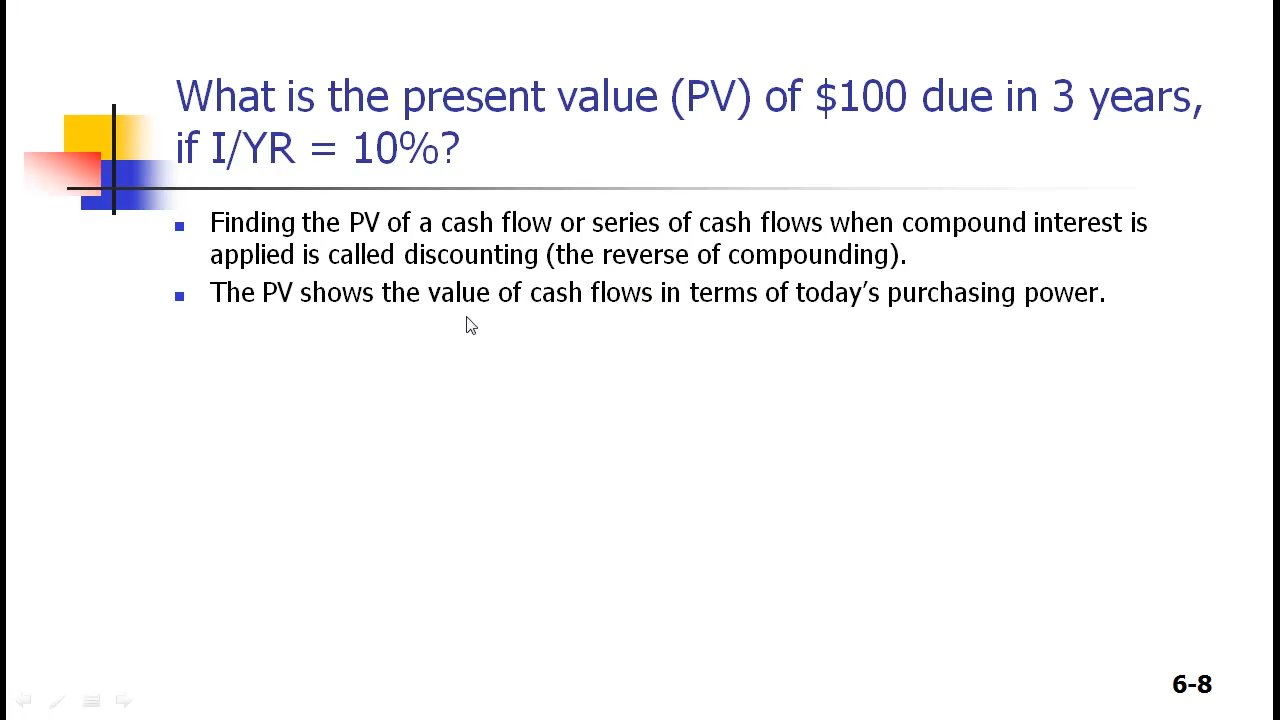 What is the present value (PV) of $100 due in 3 years,
if I/YR = 10%?
Finding the PV of a cash flow or series of cash flows when compound interest is
applied is called discounting (the reverse of compounding).
The PV shows the value of cash flows in terms of today’s purchasing power.
6-8